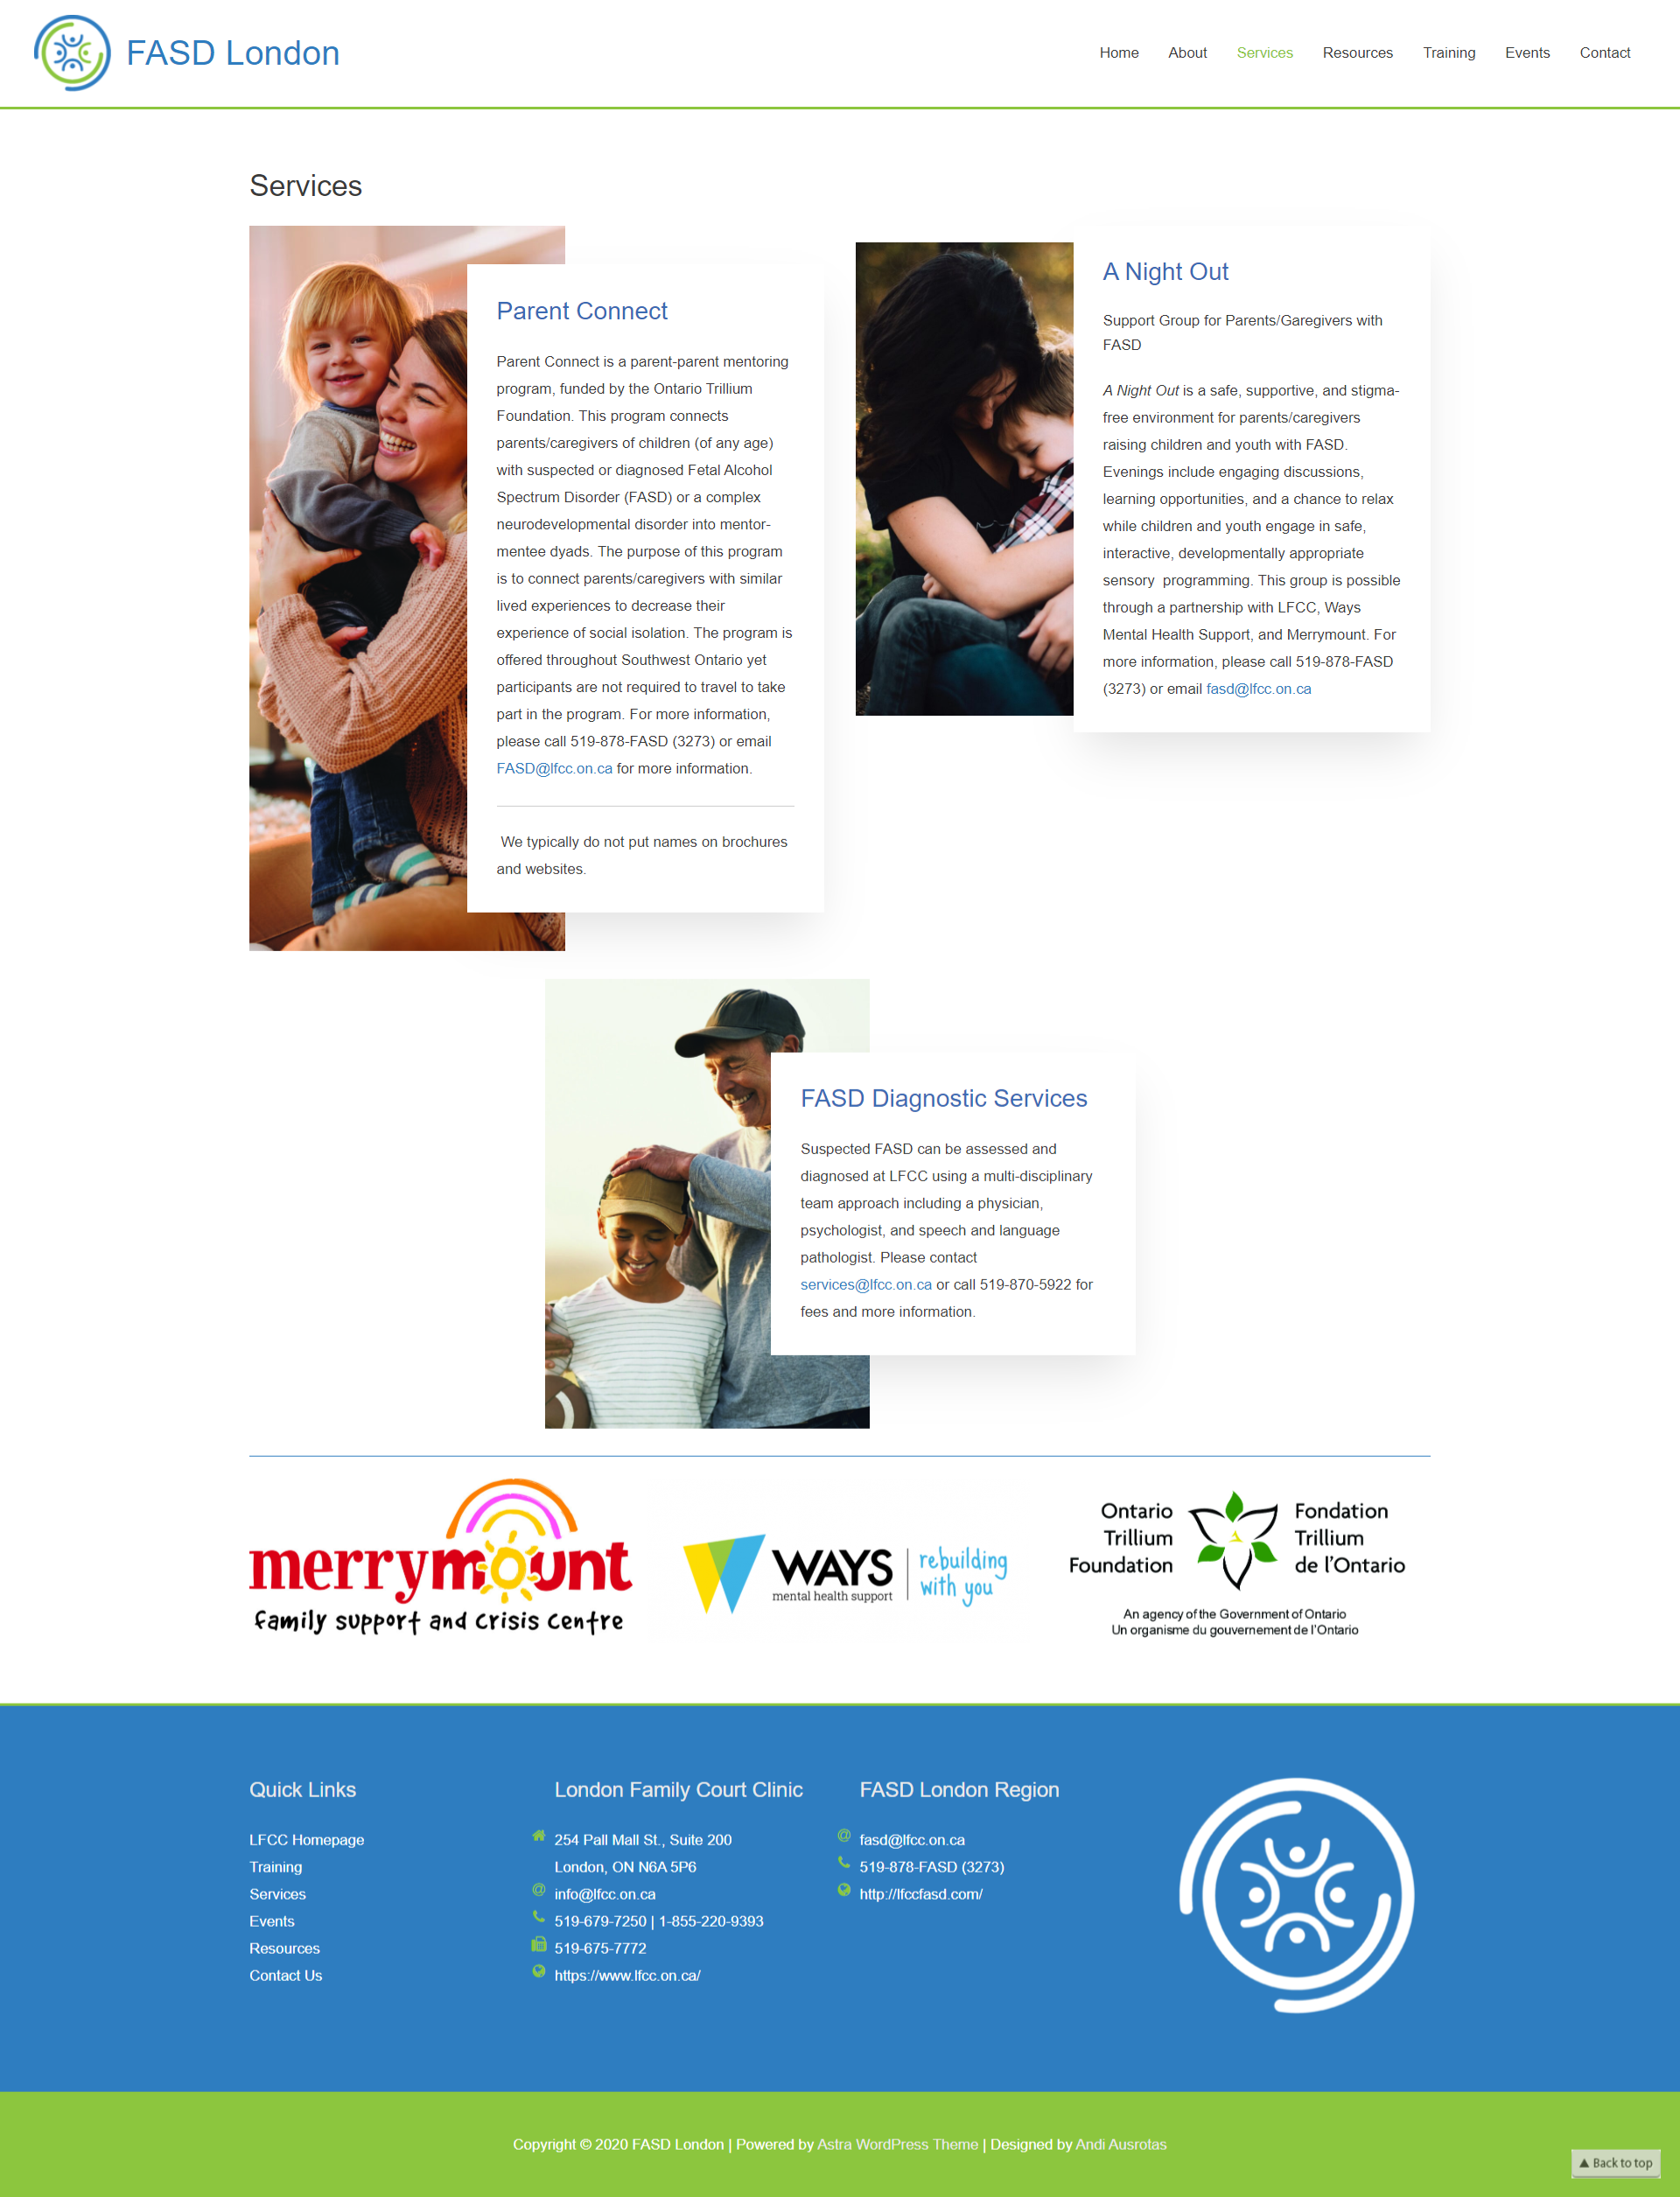 FASD London
Home
About
Services
Resources
Training
Events
Contact
Services
Parent Connect
Parent Connect is a parent-parent mentoring
program, funded by the Ontario Trillium
Foundation. This program connects
parents/caregivers of children (of any age)
with suspected or diagnosed Fetal Alcohol
Spectrum Disorder (FASD) or a complex
neurodevelopmental disorder into mentor-
mentee dyads. The purpose of this program
is to connect parents/caregivers with similar
lived experiences to decrease their
experience of social isolation. The program is
offered throughout Southwest Ontario yet
participants are not required to travel to take
part in the program. For more information,
please call 519-878-FASD (3273) or email
FASD@lfcc.on.ca for more information.
We typically do not put names on brochures
and websites.
A Night Out
Support Group for Parents/Garegivers with
FASD
A Night Out is a safe, supportive, and stigma-
free environment for parents/caregivers
raising children and youth with FASD.
Evenings include engaging discussions,
learning opportunities, and a chance to relax
while children and youth engage in safe,
interactive, developmentally appropriate
sensory  programming. This group is possible
through a partnership with LFCC, Ways
Mental Health Support, and Merrymount. For
more information, please call 519-878-FASD
(3273) or email fasd@lfcc.on.ca
FASD Diagnostic Services
Suspected FASD can be assessed and
diagnosed at LFCC using a multi-disciplinary
team approach including a physician,
psychologist, and speech and language
pathologist. Please contact
services@lfcc.on.ca or call 519-870-5922 for
fees and more information.
merrymount
Family support and Crisis Centre
WAYS
mental health support
rebuilding
with you
Ontario
Trillium
Foundation
Fondation
Trillium
de l'Ontario
An agency of the Government of Ontario
Un organisme du gouvernement de l'Ontario
Quick Links
LFCC Homepage
Training
Services
Events
Resources
Contact Us
London Family Court Clinic
254 Pall Mall St., Suite 200
London, ON N6A 5P6
info@lfcc.on.ca
519-679-7250 | 1-855-220-9393
519-675-7772
https://www.lfcc.on.ca/
FASD London Region
fasd@lfcc.on.ca
519-878-FASD (3273)
http://lfccfasd.com/
Copyright © 2020 FASD London | Powered by Astra WordPress Theme | Designed by Andi Ausrotas
▲ Back to top